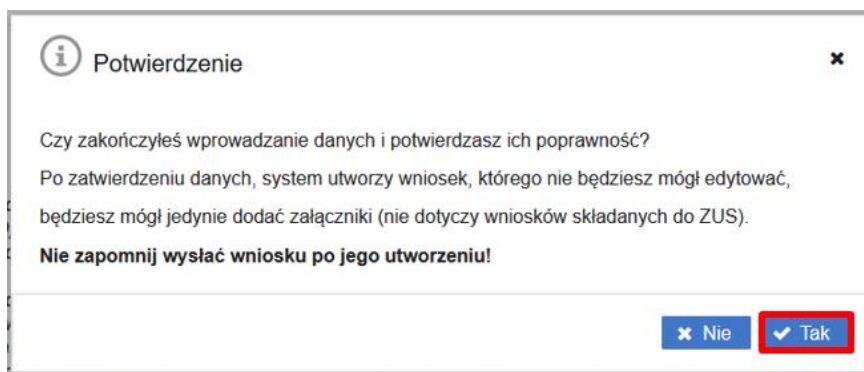 Potwierdzenie
Czy zakończyłeś wprowadzanie danych i potwierdzasz ich poprawność?
Po zatwierdzeniu danych, system utworzy wniosek, którego nie będziesz mógł edytować,
będziesz mógł jedynie dodać załączniki (nie dotyczy wniosków składanych do ZUS).
Nie zapomnij wysłać wniosku po jego utworzeniu!
Nie Tak